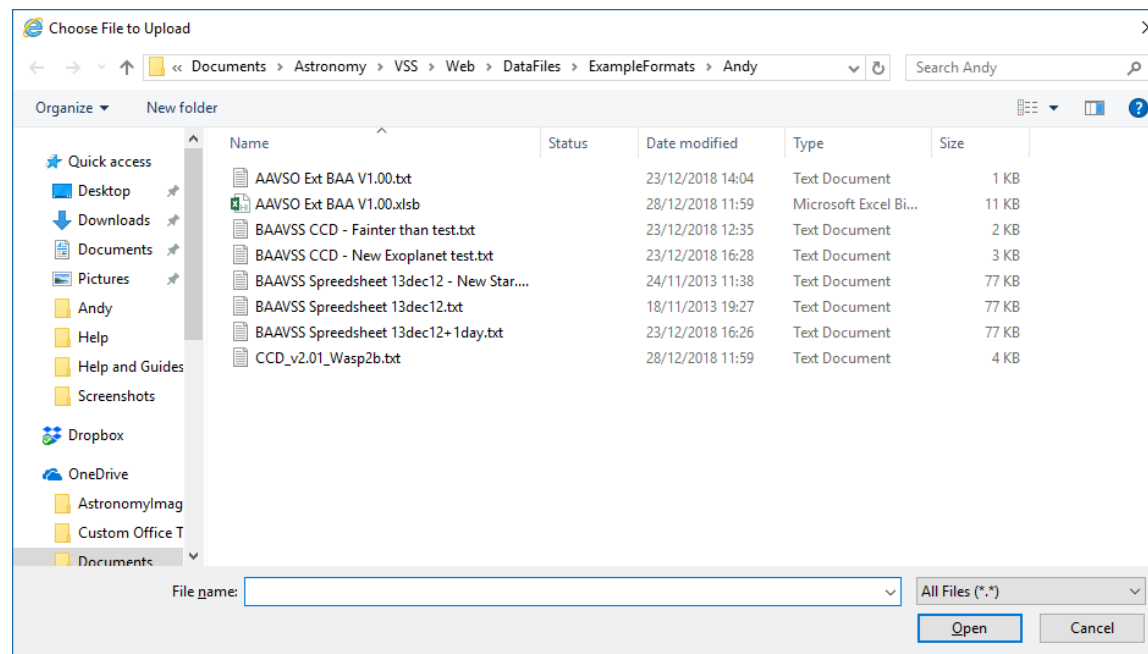 Choose File to Upload
« Documents > Astronomy > VSS > Web > DataFiles > ExampleFormats > Andy
Search Andy
Organize
New folder
Name Status Date modified Type Size
Quick access
Desktop
Downloads
Documents
Pictures
Andy
Help
Help and Guides
Screenshots
Dropbox
OneDrive
AstronomyImag
Custom Office T
Documents
AAVSO Ext BAA V1.00.txt 23/12/2018 14:04 Text Document 1 KB
AAVSO Ext BAA V1.00.xlsb 28/12/2018 11:59 Microsoft Excel Bi... 11 KB
BAAVSS CCD - Fainter than test.txt 23/12/2018 12:35 Text Document 2 KB
BAAVSS CCD - New Exoplanet test.txt 23/12/2018 16:28 Text Document 3 KB
BAAVSS Spreedsheet 13dec12 - New Star.... 24/11/2013 11:38 Text Document 77 KB
BAAVSS Spreedsheet 13dec12.txt 18/11/2013 19:27 Text Document 77 KB
BAAVSS Spreedsheet 13dec12+1day.txt 23/12/2018 16:26 Text Document 77 KB
CCD_v2.01_Wasp2b.txt 28/12/2018 11:59 Text Document 4 KB
File name:
All Files (*.*)
Open
Cancel